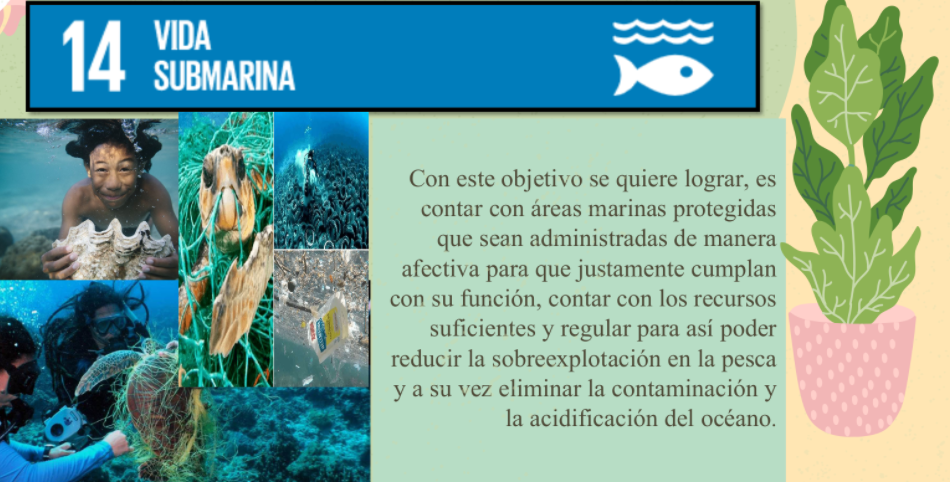 14
VIDA
SUBMARINA
Con este objetivo se quiere lograr, es
contar con áreas marinas protegidas
que sean administradas de manera
afectiva para que justamente cumplan
con su función, contar con los recursos
suficientes y regular para así poder
reducir la sobreexplotación en la pesca
y a su vez eliminar la contaminación y
la acidificación del océano.